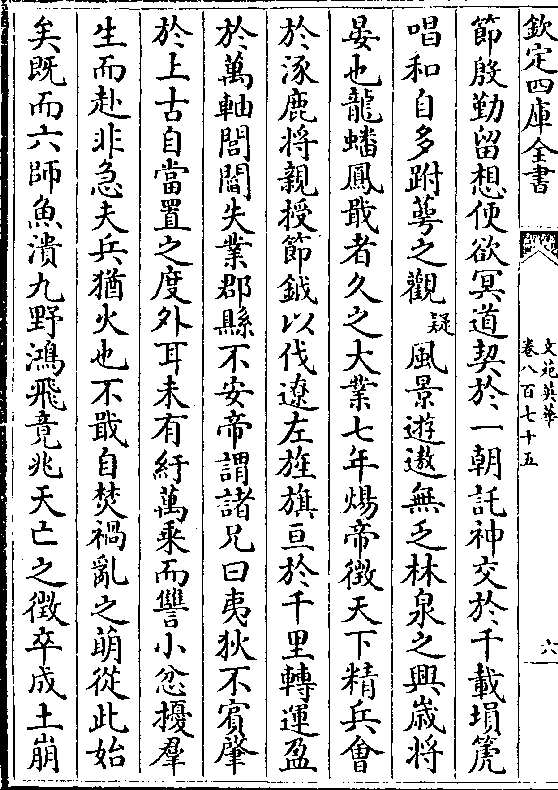 欽定四庫全書
文苑英華
卷八百七十五
六
節殷勤留想使欲冥道契於一朝託神交於千載塤箎
唱和自多跗萼之觀疑風景遊遨無乏林泉之興歳將
晏也龍蟠鳳戢者久之大業七年煬帝徴天下精兵會
於涿鹿将親授節鉞以伐遼左旌旗亘於千里轉運盈
於萬軸閭閻失業郡縣不安帝謂諸兄曰夷狄不賓肇
於上古自當置之度外耳未有紆萬乘而讐小忿擾羣
生而赴非急夫兵猶火也不戢自焚禍亂之萌從此始
矣既而六師魚潰九野鴻飛竟兆天亡之徴卒成土崩